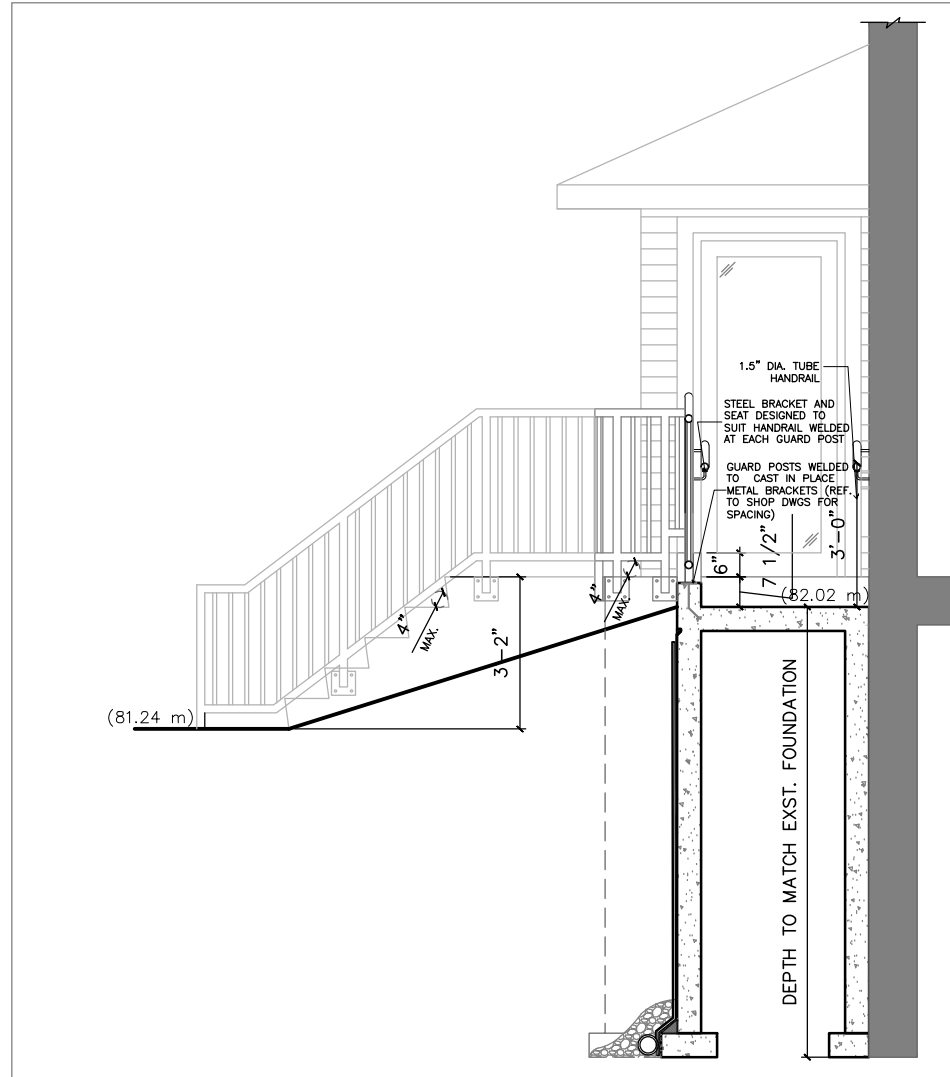 1.5" DIA. TUBE
HANDRAIL
STEEL BRACKET AND
SEAT DESIGNED TO
SUIT HANDRAIL WELDED
AT EACH GUARD POST
GUARD POSTS WELDED
TO CAST IN PLACE
METAL BRACKETS (REF.
TO SHOP DWGS FOR
SPACING)
6"
7 1/2"
3'-0"
(82.02 m)
4"
MAX.
4"
MAX.
3'-2"
(81.24 m)
DEPTH TO MATCH EXST. FOUNDATION